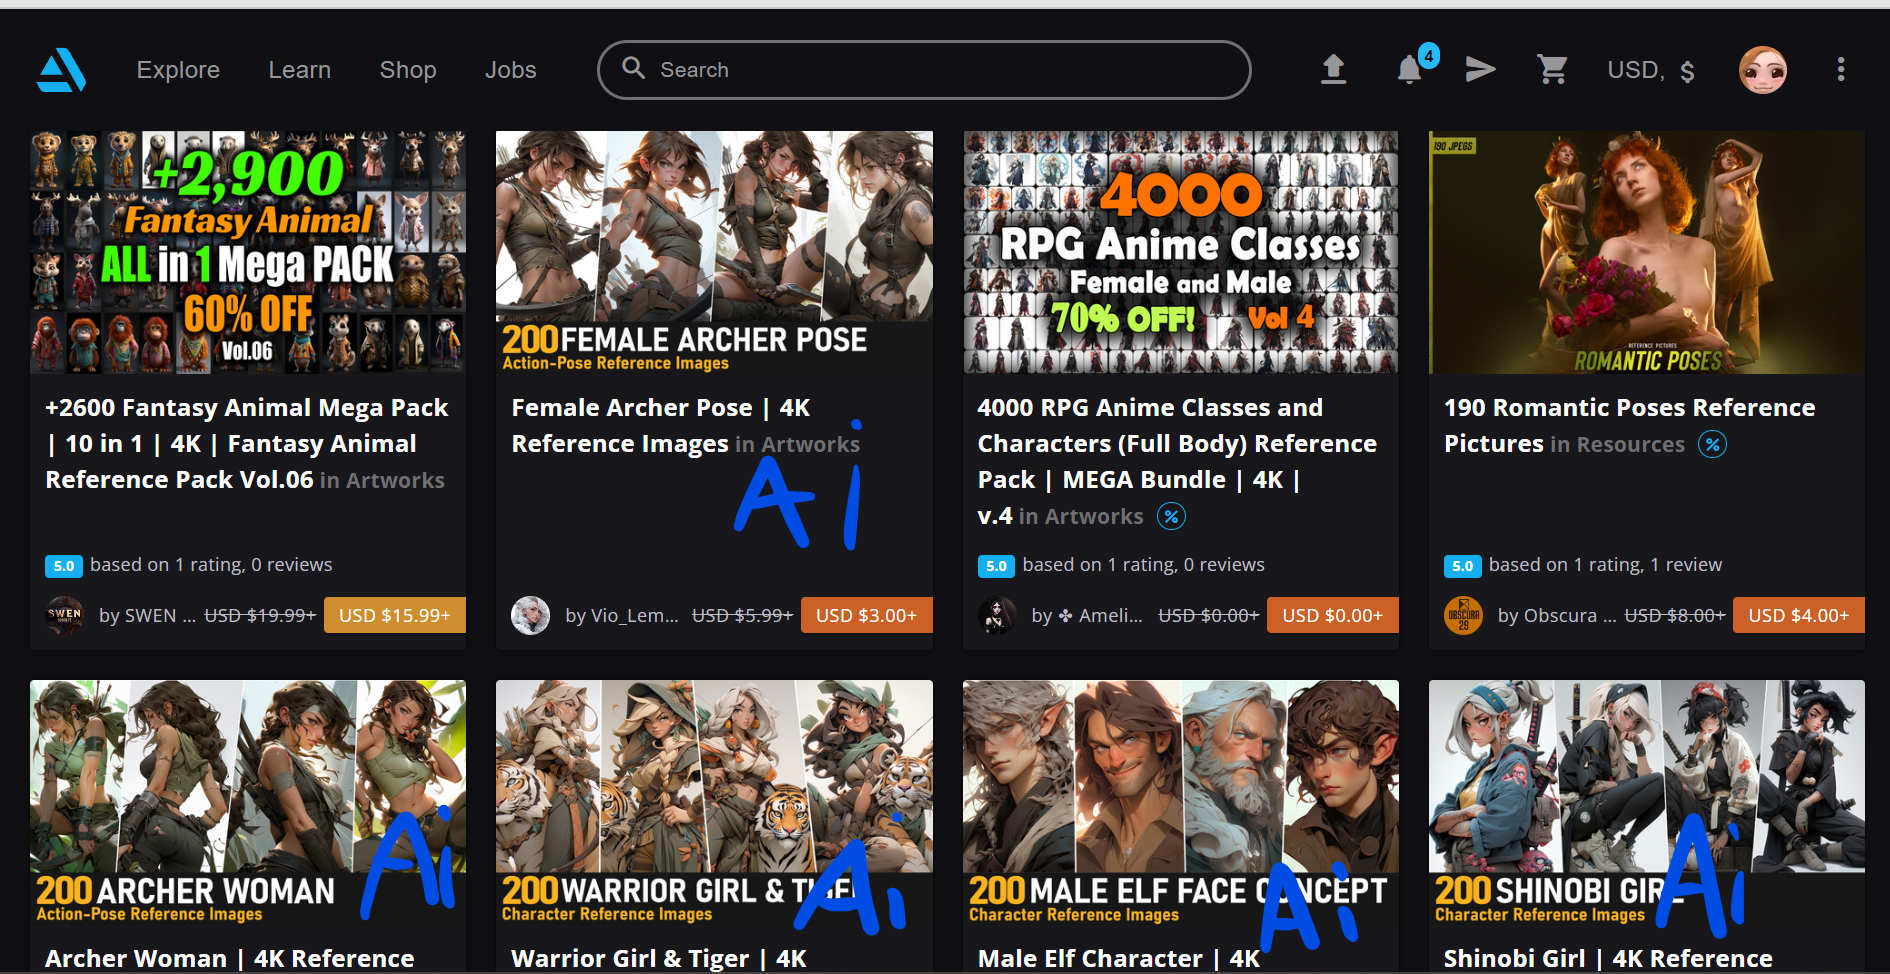 Explore
Learn
Shop
Jobs
Search
4
USD, $
+2,900
Fantasy Animal
ALL in 1 Mega PACK
60% OFF
Vol.06
+2600 Fantasy Animal Mega Pack
| 10 in 1 | 4K | Fantasy Animal
Reference Pack Vol.06 in Artworks
5.0 based on 1 rating, 0 reviews
SWEN
by SWEN ... USD $19.99+ USD $15.99+
200 FEMALE ARCHER POSE
Action-Pose Reference Images
Female Archer Pose | 4K
Reference Images in Artworks
Ai
by Vio_Lem... USD $5.99+ USD $3.00+
4000
RPG Anime Classes
Female and Male
70% OFF! Vol 4
4000 RPG Anime Classes and
Characters (Full Body) Reference
Pack | MEGA Bundle | 4K |
v.4 in Artworks %
5.0 based on 1 rating, 0 reviews
by ✤ Ameli... USD $0.00+ USD $0.00+
190 JPEGS
REFERENCE PICTURES
ROMANTIC POSES
190 Romantic Poses Reference
Pictures in Resources %
5.0 based on 1 rating, 1 review
OBSCURA
29
by Obscura ... USD $8.00+ USD $4.00+
200 ARCHER WOMAN
Action-Pose Reference Images
Ai
Archer Woman | 4K Reference
200 WARRIOR GIRL & TIGER
Character Reference Images
Ai
Warrior Girl & Tiger | 4K
200 MALE ELF FACE CONCEPT
Character Reference Images
Ai
Male Elf Character | 4K
200 SHINOBI GIRL
Character Reference Images
Ai
Shinobi Girl | 4K Reference